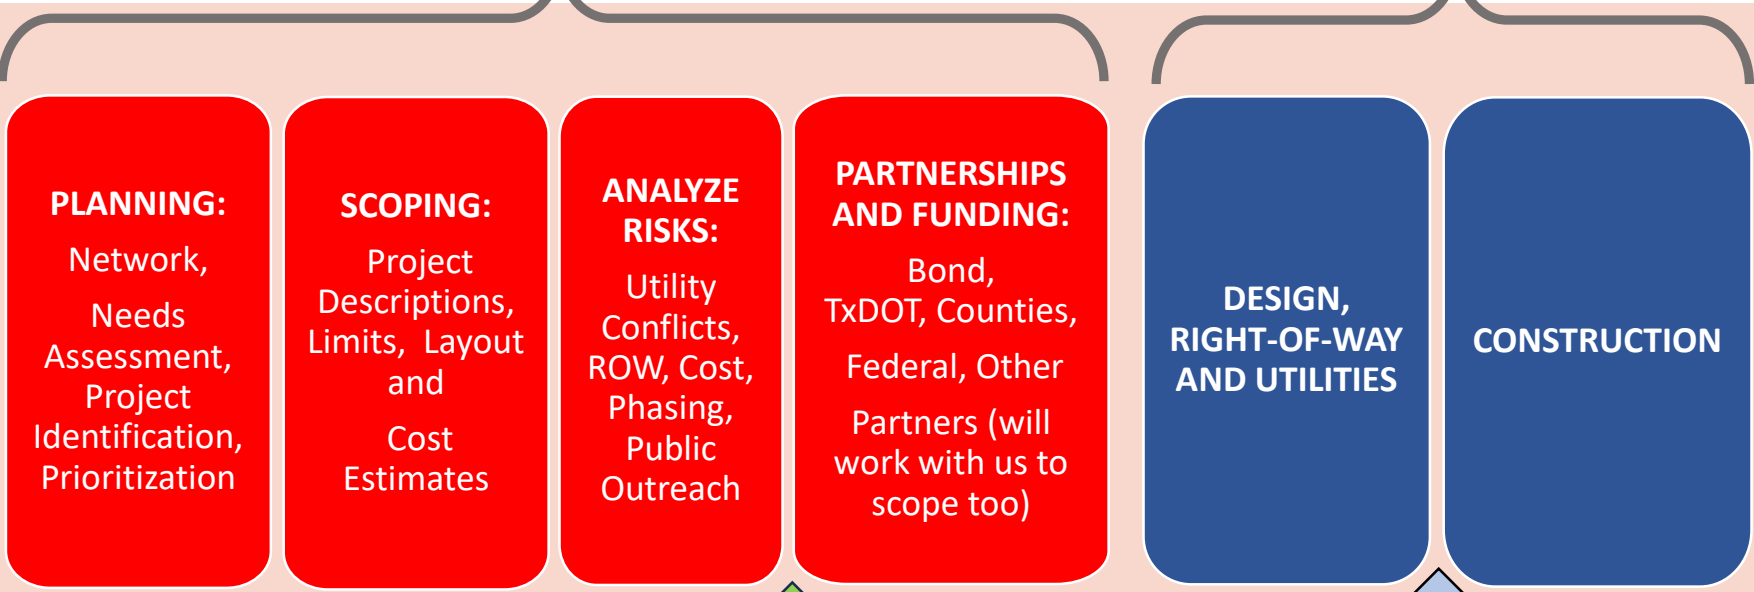 PLANNING:
Network,
Needs
Assessment,
Project
Identification,
Prioritization
SCOPING:
Project
Descriptions,
Limits, Layout
and
Cost
Estimates
ANALYZE
RISKS:
Utility
Conflicts,
ROW, Cost,
Phasing,
Public
Outreach
PARTNERSHIPS
AND FUNDING:
Bond,
TxDOT, Counties,
Federal, Other
Partners (will
work with us to
scope too)
DESIGN,
RIGHT-OF-WAY
AND UTILITIES
CONSTRUCTION